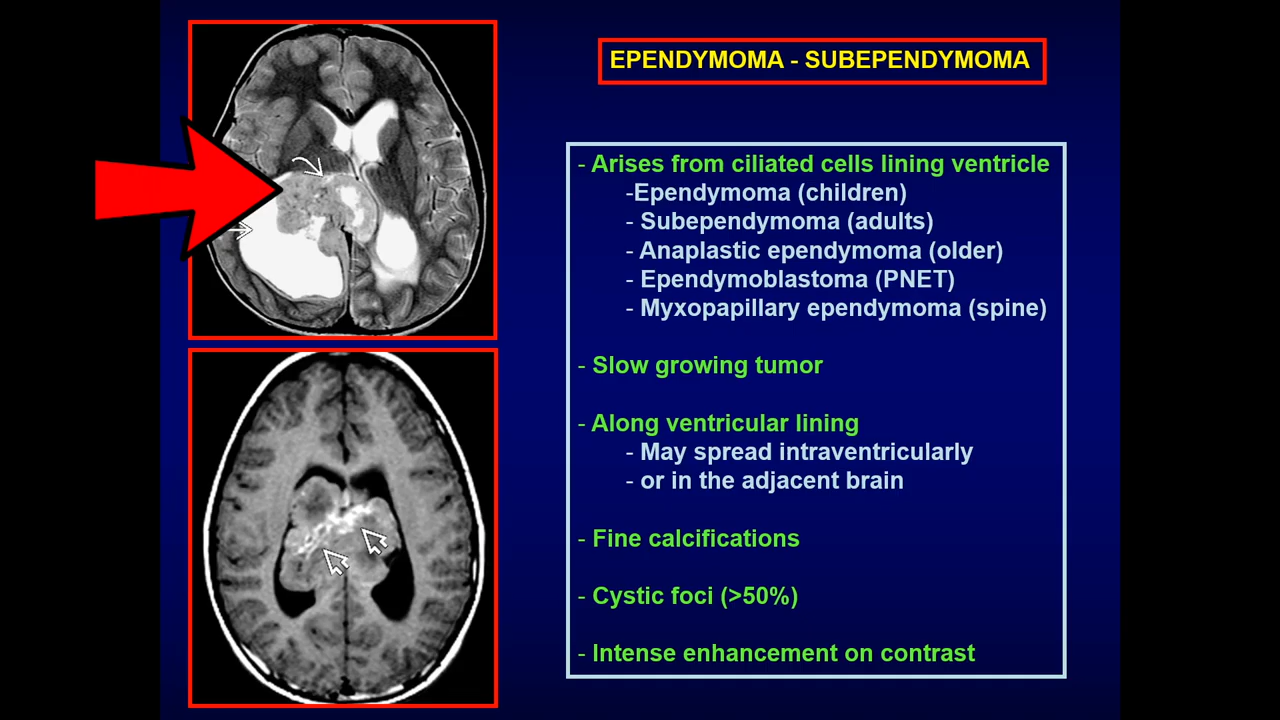 EPENDYMOMA - SUBEPENDYMOMA
- Arises from ciliated cells lining ventricle
-Ependymoma (children)
- Subependymoma (adults)
- Anaplastic ependymoma (older)
- Ependymoblastoma (PNET)
- Myxopapillary ependymoma (spine)
- Slow growing tumor
- Along ventricular lining
- May spread intraventricularly
- or in the adjacent brain
- Fine calcifications
- Cystic foci (>50%)
- Intense enhancement on contrast